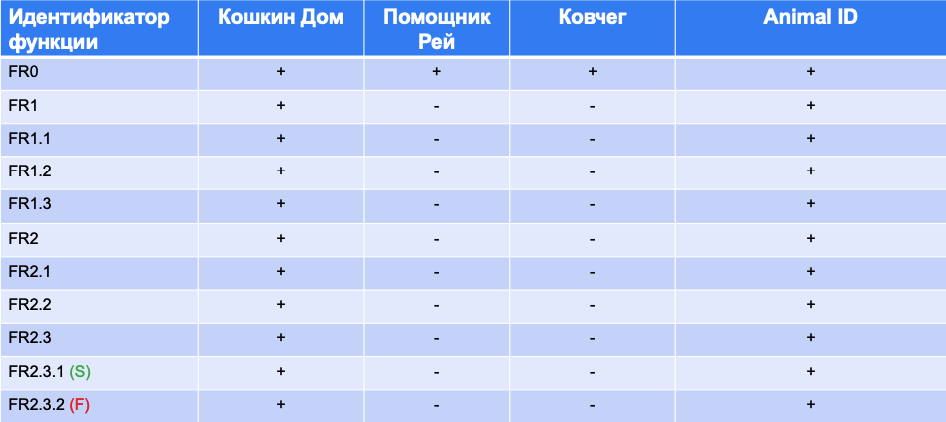 Идентификатор функции Кошкин Дом Помощник Рей Ковчег Animal ID
FR0 + + + +
FR1 + - - +
FR1.1 + - - +
FR1.2 + - - +
FR1.3 + - - +
FR2 + - - +
FR2.1 + - - +
FR2.2 + - - +
FR2.3 + - - +
FR2.3.1 (S) + - - +
FR2.3.2 (F) + - - +